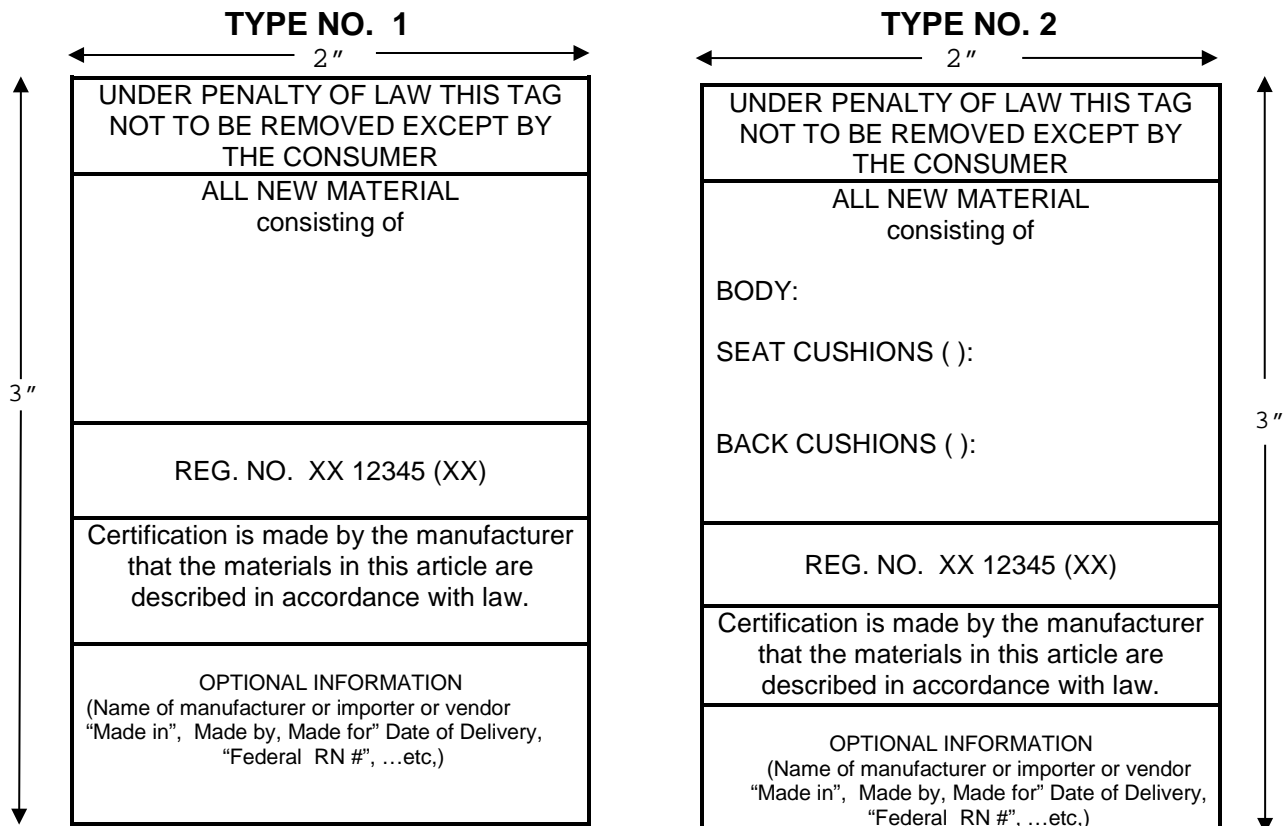 TYPE NO. 1
2"
3"
UNDER PENALTY OF LAW THIS TAG
NOT TO BE REMOVED EXCEPT BY
THE CONSUMER
ALL NEW MATERIAL
consisting of
REG. NO. XX 12345 (XX)
Certification is made by the manufacturer
that the materials in this article are
described in accordance with law.
OPTIONAL INFORMATION
(Name of manufacturer or importer or vendor
“Made in”, Made by, Made for” Date of Delivery,
“Federal RN #”, …etc,)
TYPE NO. 2
2"
3"
UNDER PENALTY OF LAW THIS TAG
NOT TO BE REMOVED EXCEPT BY
THE CONSUMER
ALL NEW MATERIAL
consisting of
BODY:
SEAT CUSHIONS ( ):
BACK CUSHIONS ( ):
REG. NO. XX 12345 (XX)
Certification is made by the manufacturer
that the materials in this article are
described in accordance with law.
OPTIONAL INFORMATION
(Name of manufacturer or importer or vendor
“Made in”, Made by, Made for” Date of Delivery,
“Federal RN #”, …etc,)